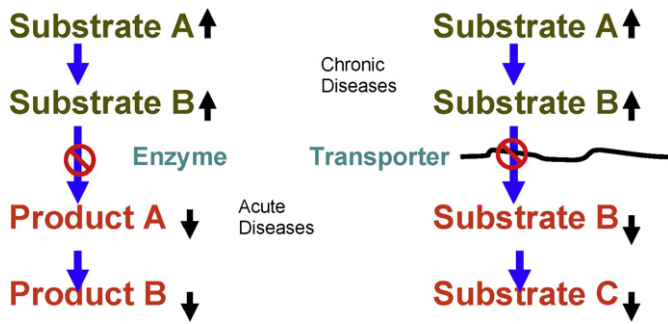 Substrate A
Substrate A
Chronic
Diseases
Substrate B
Substrate B
Enzyme
Transporter
Product A
Acute
Diseases
Substrate B
Product B
Substrate C